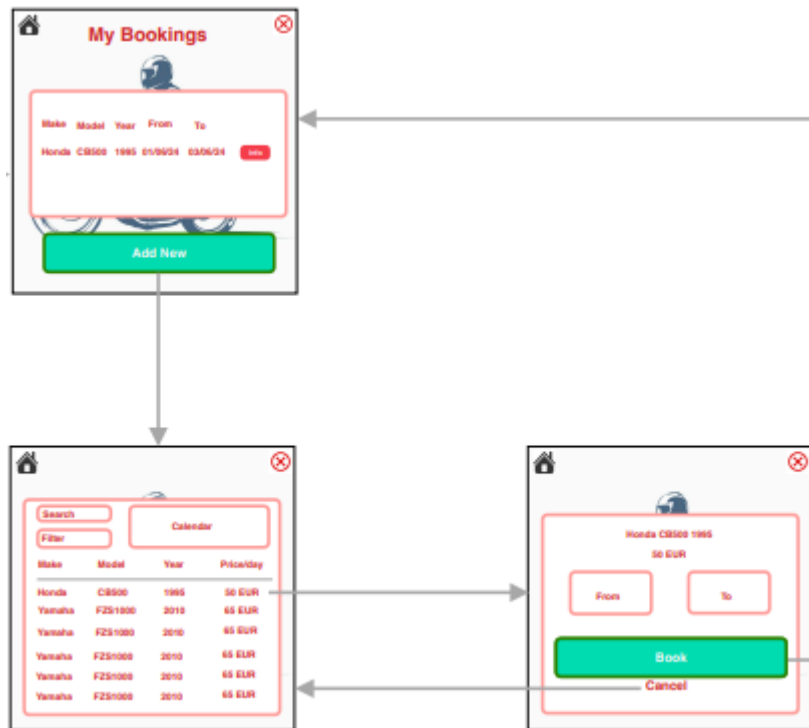 My Bookings
Make Model Year From To
Honda CB500 1995 01/06/24 03/06/24 Info
Add New
Search
Filter
Calendar
Make Model Year Price/day
Honda CB500 1995 50 EUR
Yamaha FZS1000 2010 65 EUR
Yamaha FZS1000 2010 65 EUR
Yamaha FZS1000 2010 65 EUR
Yamaha FZS1000 2010 65 EUR
Yamaha FZS1000 2010 65 EUR
Honda CB500 1995
50 EUR
From To
Book
Cancel